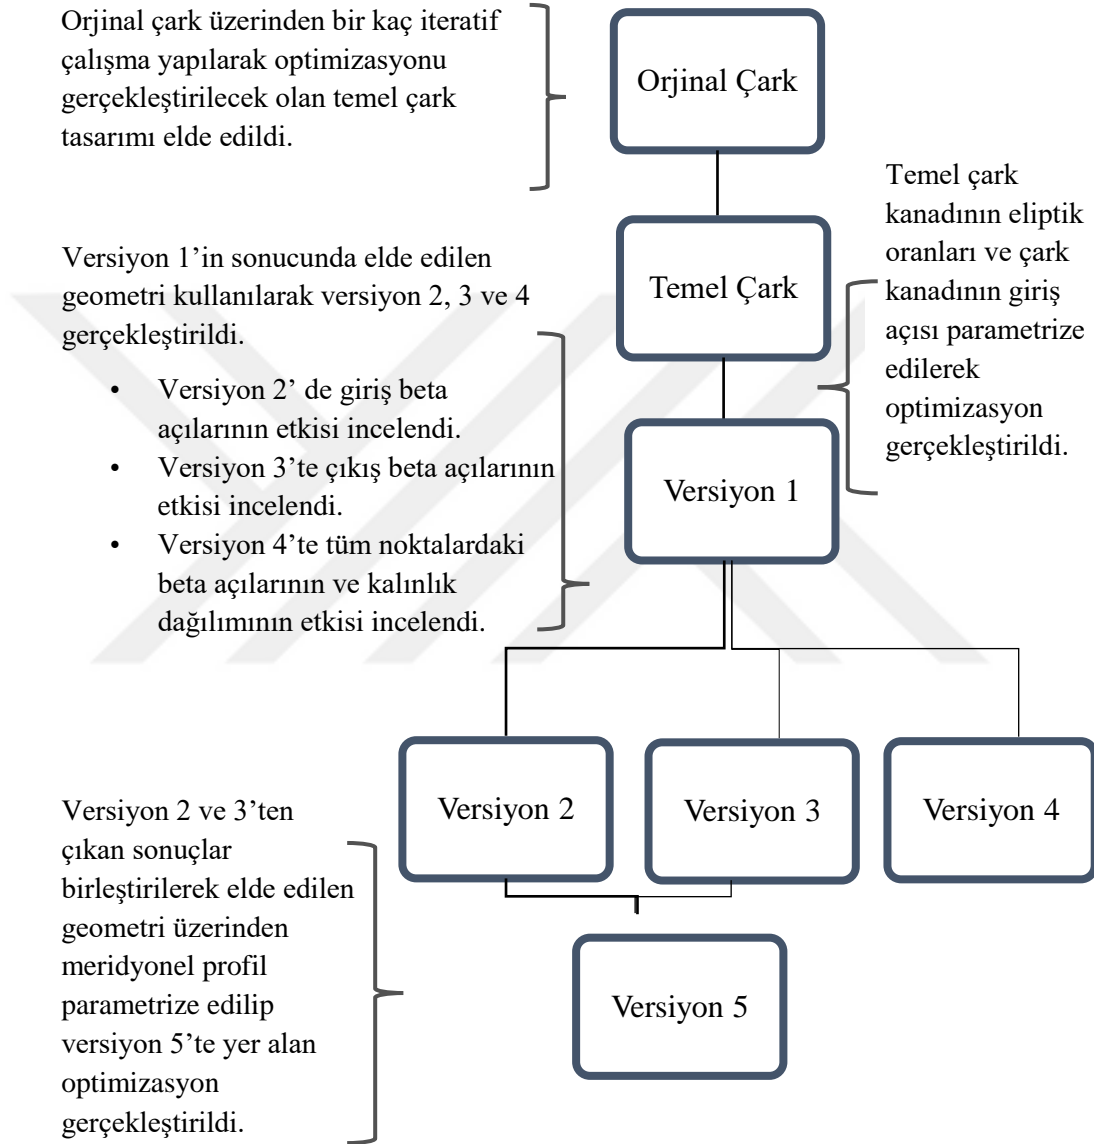 Orjinal çark üzerinden bir kaç iteratif
çalışma yapılarak optimizasyonu
gerçekleştirilecek olan temel çark
tasarımı elde edildi.
Orjinal Çark
Temel çark
kanadının eliptik
oranları ve çark
kanadının giriş
açısı parametrize
edilerek
optimizasyon
gerçekleştirildi.
Temel Çark
Versiyon 1’in sonucunda elde edilen
geometri kullanılarak versiyon 2, 3 ve 4
gerçekleştirildi.
• Versiyon 2’ de giriş beta
açılarının etkisi incelendi.
• Versiyon 3’te çıkış beta açılarının
etkisi incelendi.
• Versiyon 4’te tüm noktalardaki
beta açılarının ve kalınlık
dağılımının etkisi incelendi.
Versiyon 1
Versiyon 2
Versiyon 3
Versiyon 4
Versiyon 2 ve 3’ten
çıkan sonuçlar
birleştirilerek elde edilen
geometri üzerinden
meridyonel profil
parametrize edilip
versiyon 5’te yer alan
optimizasyon
gerçekleştirildi.
Versiyon 5